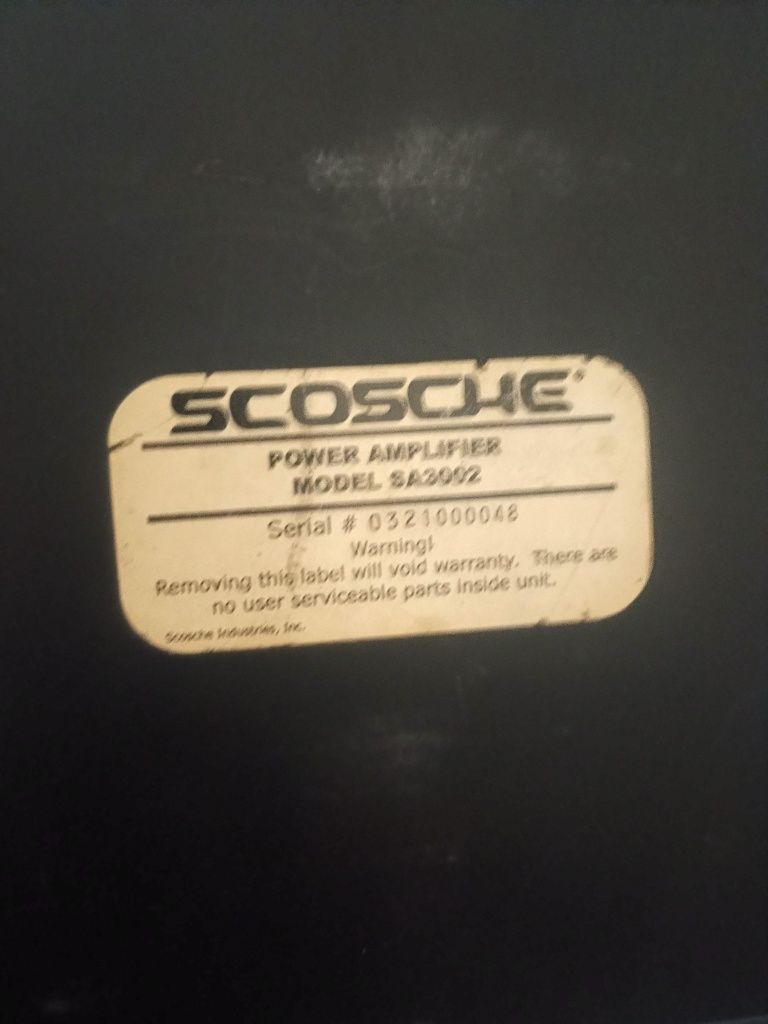 SCOSCHE®
POWER AMPLIFIER
MODEL SA3002
Serial # 0321000048
Warning!
Removing this label will void warranty. There are
no user serviceable parts inside unit.
Scosche Industries, Inc.